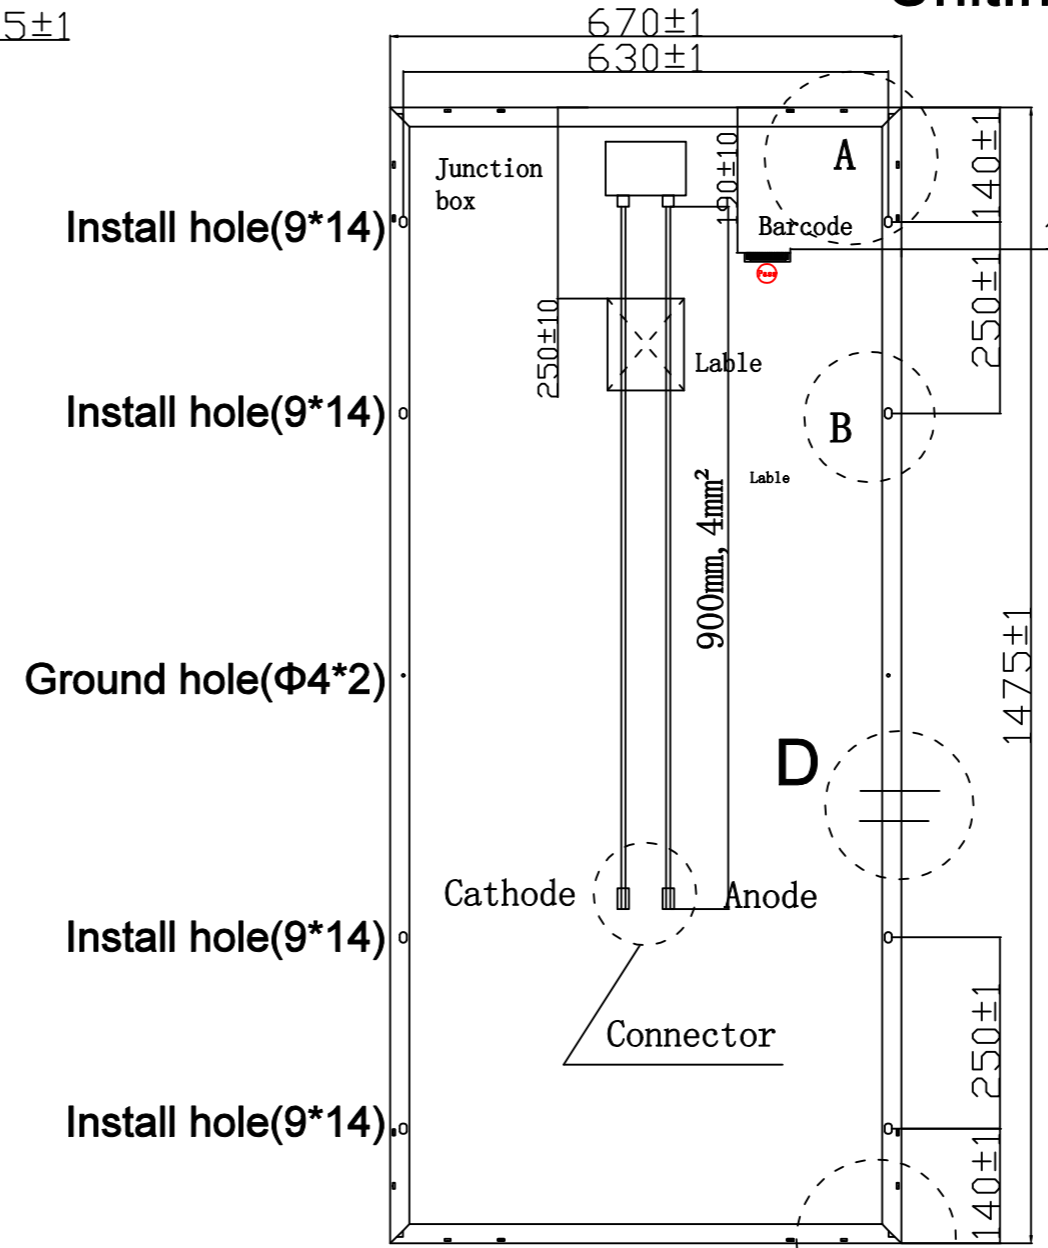 5±1
670±1
630±1
A
140±1
Junction
box
190±10
Install hole(9*14)
Barcode
Pass
250±1
250±10
Lable
Install hole(9*14)
B
Lable
900mm, 4mm²
1475±1
Ground hole(Φ4*2)
D
Cathode
Anode
Install hole(9*14)
250±1
Connector
Install hole(9*14)
140±1